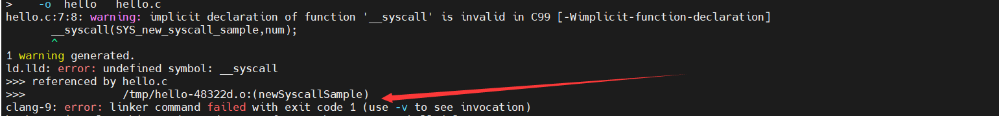 >    -o  hello   hello.c
hello.c:7:8: warning: implicit declaration of function '__syscall' is invalid in C99 [-Wimplicit-function-declaration]
       __syscall(SYS_new_syscall_sample,num);
       ^
1 warning generated.
ld.lld: error: undefined symbol: __syscall
>>> referenced by hello.c
>>>               /tmp/hello-48322d.o:(newSyscallSample)
clang-9: error: linker command failed with exit code 1 (use -v to see invocation)